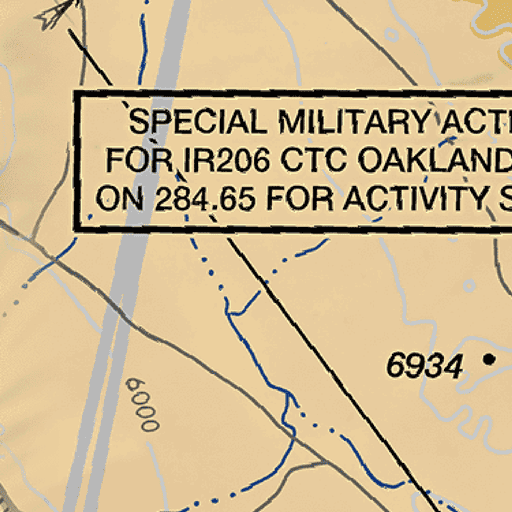 SPECIAL MILITARY ACTI
FOR IR206 CTC OAKLAND
ON 284.65 FOR ACTIVITY S
6934
6000